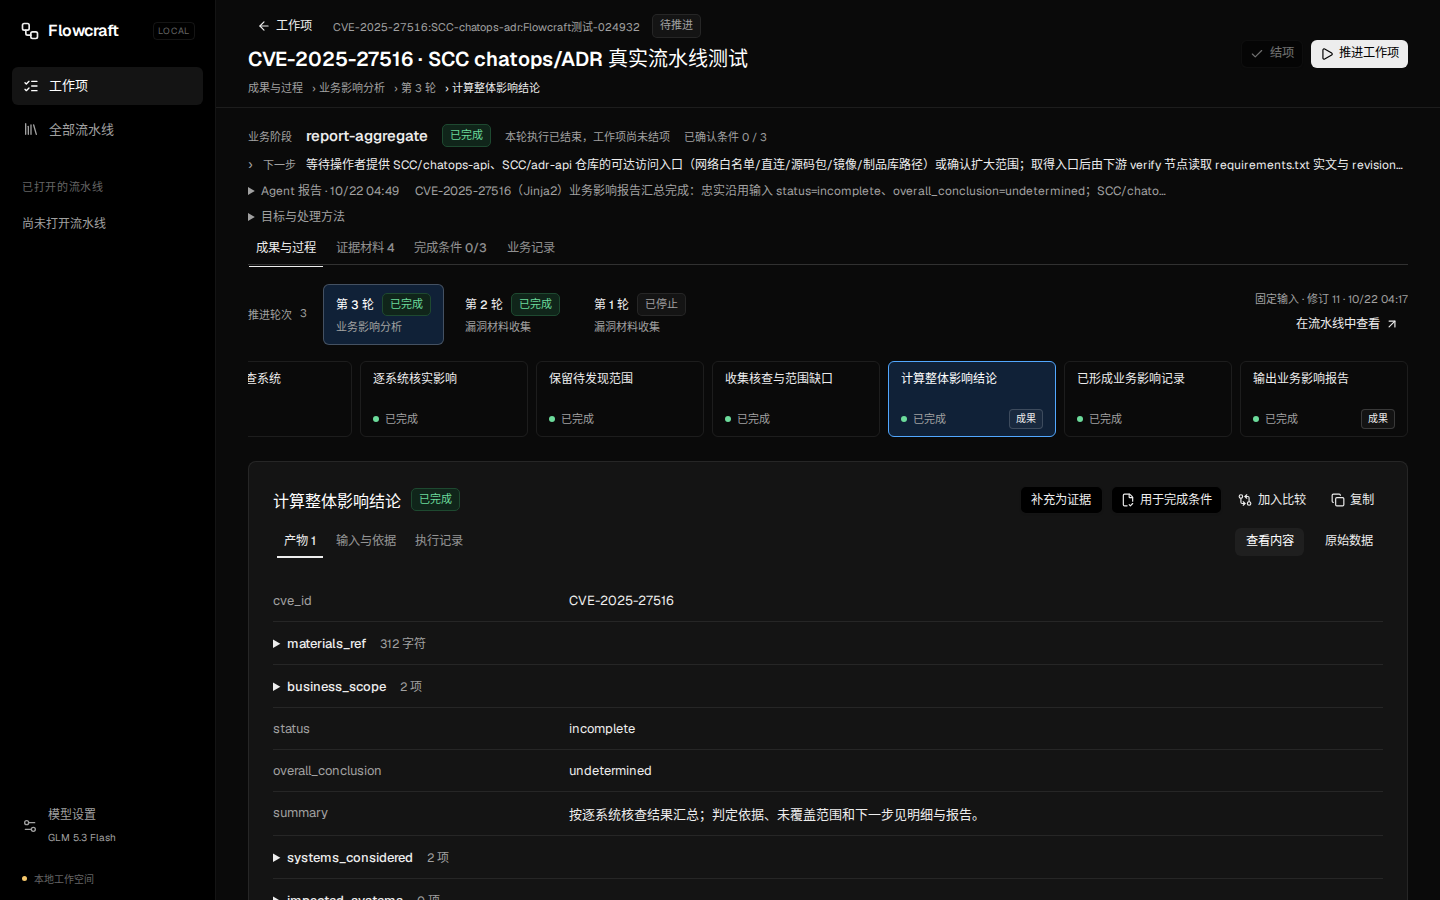 Flowcraft
LOCAL
工作项
全部流水线
已打开的流水线
尚未打开流水线
模型设置
GLM 5.3 Flash
本地工作空间
工作项
CVE-2025-27516:SCC-chatops-adr:Flowcraft测试-024932
待推进
CVE-2025-27516 · SCC chatops/ADR 真实流水线测试
成果与过程 › 业务影响分析 › 第 3 轮 › 计算整体影响结论
结项
推进工作项
业务阶段 report-aggregate 已完成 本轮执行已结束，工作项尚未结项 已确认条件 0 / 3
› 下一步 等待操作者提供 SCC/chatops-api、SCC/adr-api 仓库的可达访问入口（网络白名单/直连/源码包/镜像/制品库路径）或确认扩大范围；取得入口后由下游 verify 节点读取 requirements.txt 实文与 revision...
Agent 报告 · 10/22 04:49 CVE-2025-27516（Jinja2）业务影响报告汇总完成：忠实沿用输入 status=incomplete、overall_conclusion=undetermined；SCC/chato...
目标与处理方法
成果与过程 证据材料 4 完成条件 0/3 业务记录
推进轮次 3
第 3 轮 已完成
业务影响分析
第 2 轮 已完成
漏洞材料收集
第 1 轮 已停止
漏洞材料收集
固定输入 · 修订 11 · 10/22 04:17
在流水线中查看
查系统
逐系统核实影响
已完成
保留待发现范围
已完成
收集核查与范围缺口
已完成
计算整体影响结论
已完成 成果
已形成业务影响记录
已完成
输出业务影响报告
已完成 成果
计算整体影响结论 已完成
补充为证据 用于完成条件 加入比较 复制
产物 1 输入与依据 执行记录
查看内容 原始数据
cve_id CVE-2025-27516
materials_ref 312 字符
business_scope 2 项
status incomplete
overall_conclusion undetermined
summary 按逐系统核查结果汇总；判定依据、未覆盖范围和下一步见明细与报告。
systems_considered 2 项
impacted_systems 0 项